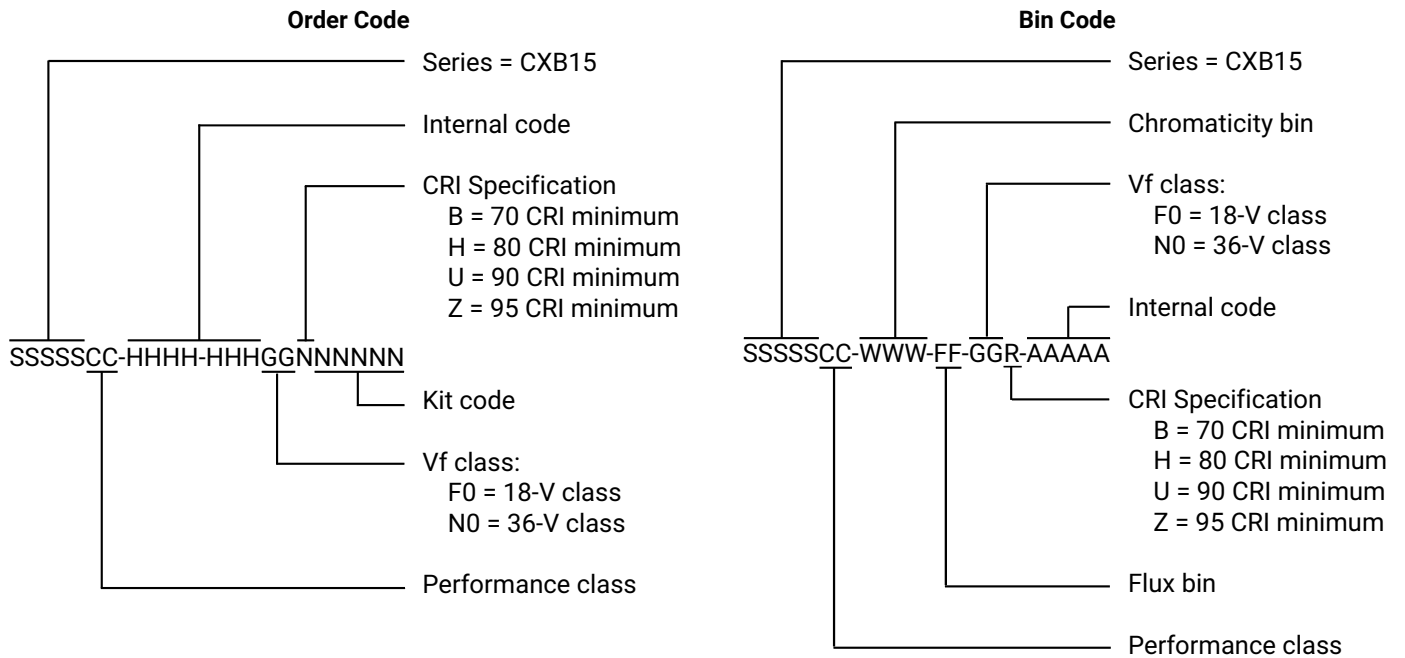 Order Code
Series = CXB15
Internal code
CRI Specification
B = 70 CRI minimum
H = 80 CRI minimum
U = 90 CRI minimum
Z = 95 CRI minimum
SSSSSCC-HHHH-HHHGGNNNNNN
Kit code
Vf class:
F0 = 18-V class
N0 = 36-V class
Performance class
Bin Code
Series = CXB15
Chromaticity bin
Vf class:
F0 = 18-V class
N0 = 36-V class
Internal code
SSSSSCC-WWW-FF-GGR-AAAAA
CRI Specification
B = 70 CRI minimum
H = 80 CRI minimum
U = 90 CRI minimum
Z = 95 CRI minimum
Flux bin
Performance class